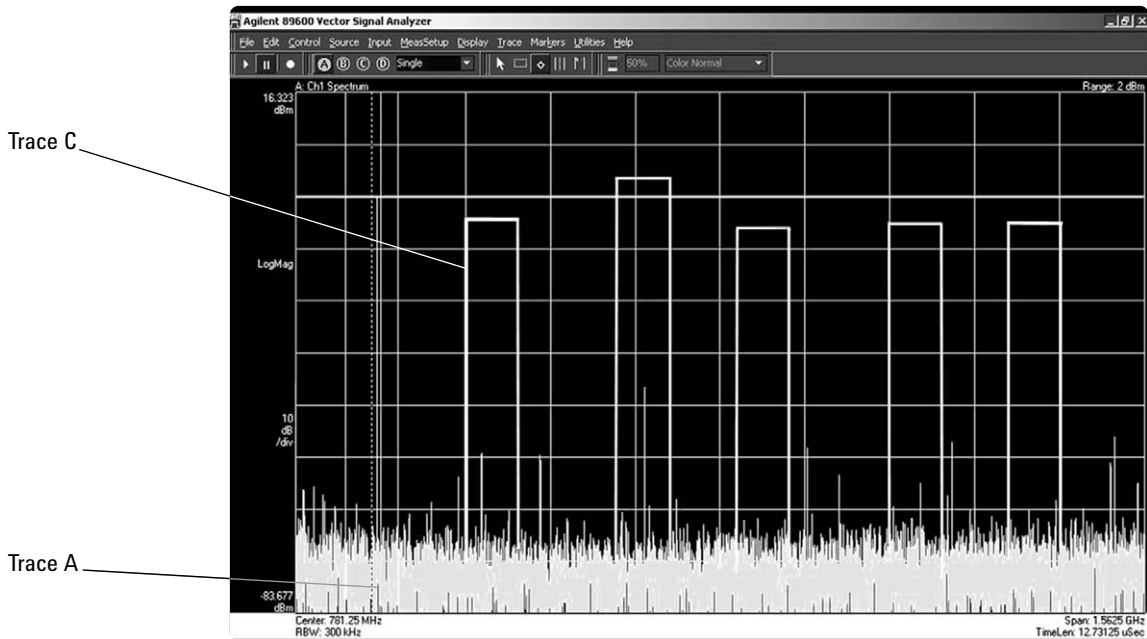 Agilent 89600 Vector Signal Analyzer
File Edit Control Source Input MeasSetup Display Trace Markers Utilities Help
A B C D Single 50% Color Normal
A: Ch1 Spectrum Range: 2 dBm
16.323
dBm
Trace C
LogMag
10
dB
/div
Trace A
-83.677
dBm
Center: 781.25 MHz Span: 1.5625 GHz
RBW: 300 kHz TimeLen: 12.73125 uSec